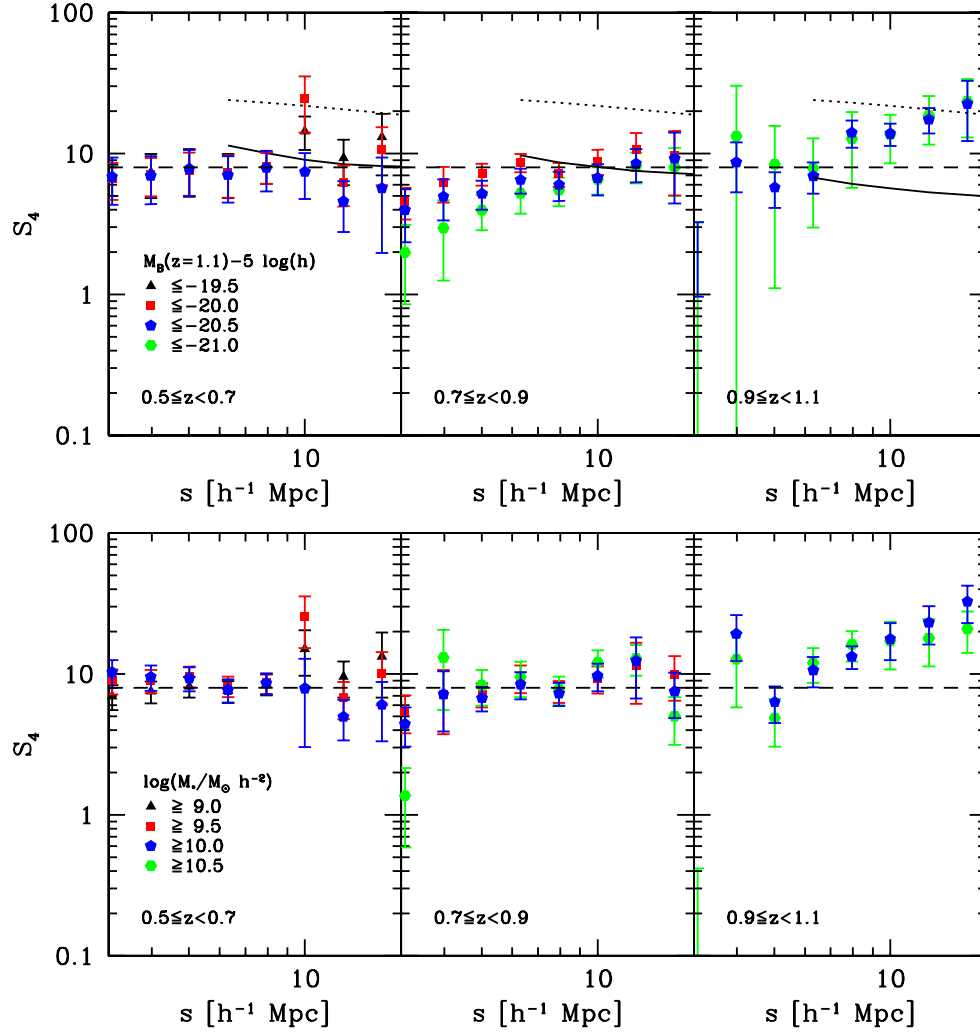 100
10
1
0.1
S₄
M_B(z=1.1)−5 log(h)
≦−19.5
≦−20.0
≦−20.5
≦−21.0
0.5≦z<0.7
0.7≦z<0.9
0.9≦z<1.1
10
10
10
s [h⁻¹ Mpc]
s [h⁻¹ Mpc]
s [h⁻¹ Mpc]
100
10
1
0.1
S₄
log(M⁎/M☉ h⁻²)
≧ 9.0
≧ 9.5
≧10.0
≧10.5
0.5≦z<0.7
0.7≦z<0.9
0.9≦z<1.1
10
10
10
s [h⁻¹ Mpc]
s [h⁻¹ Mpc]
s [h⁻¹ Mpc]